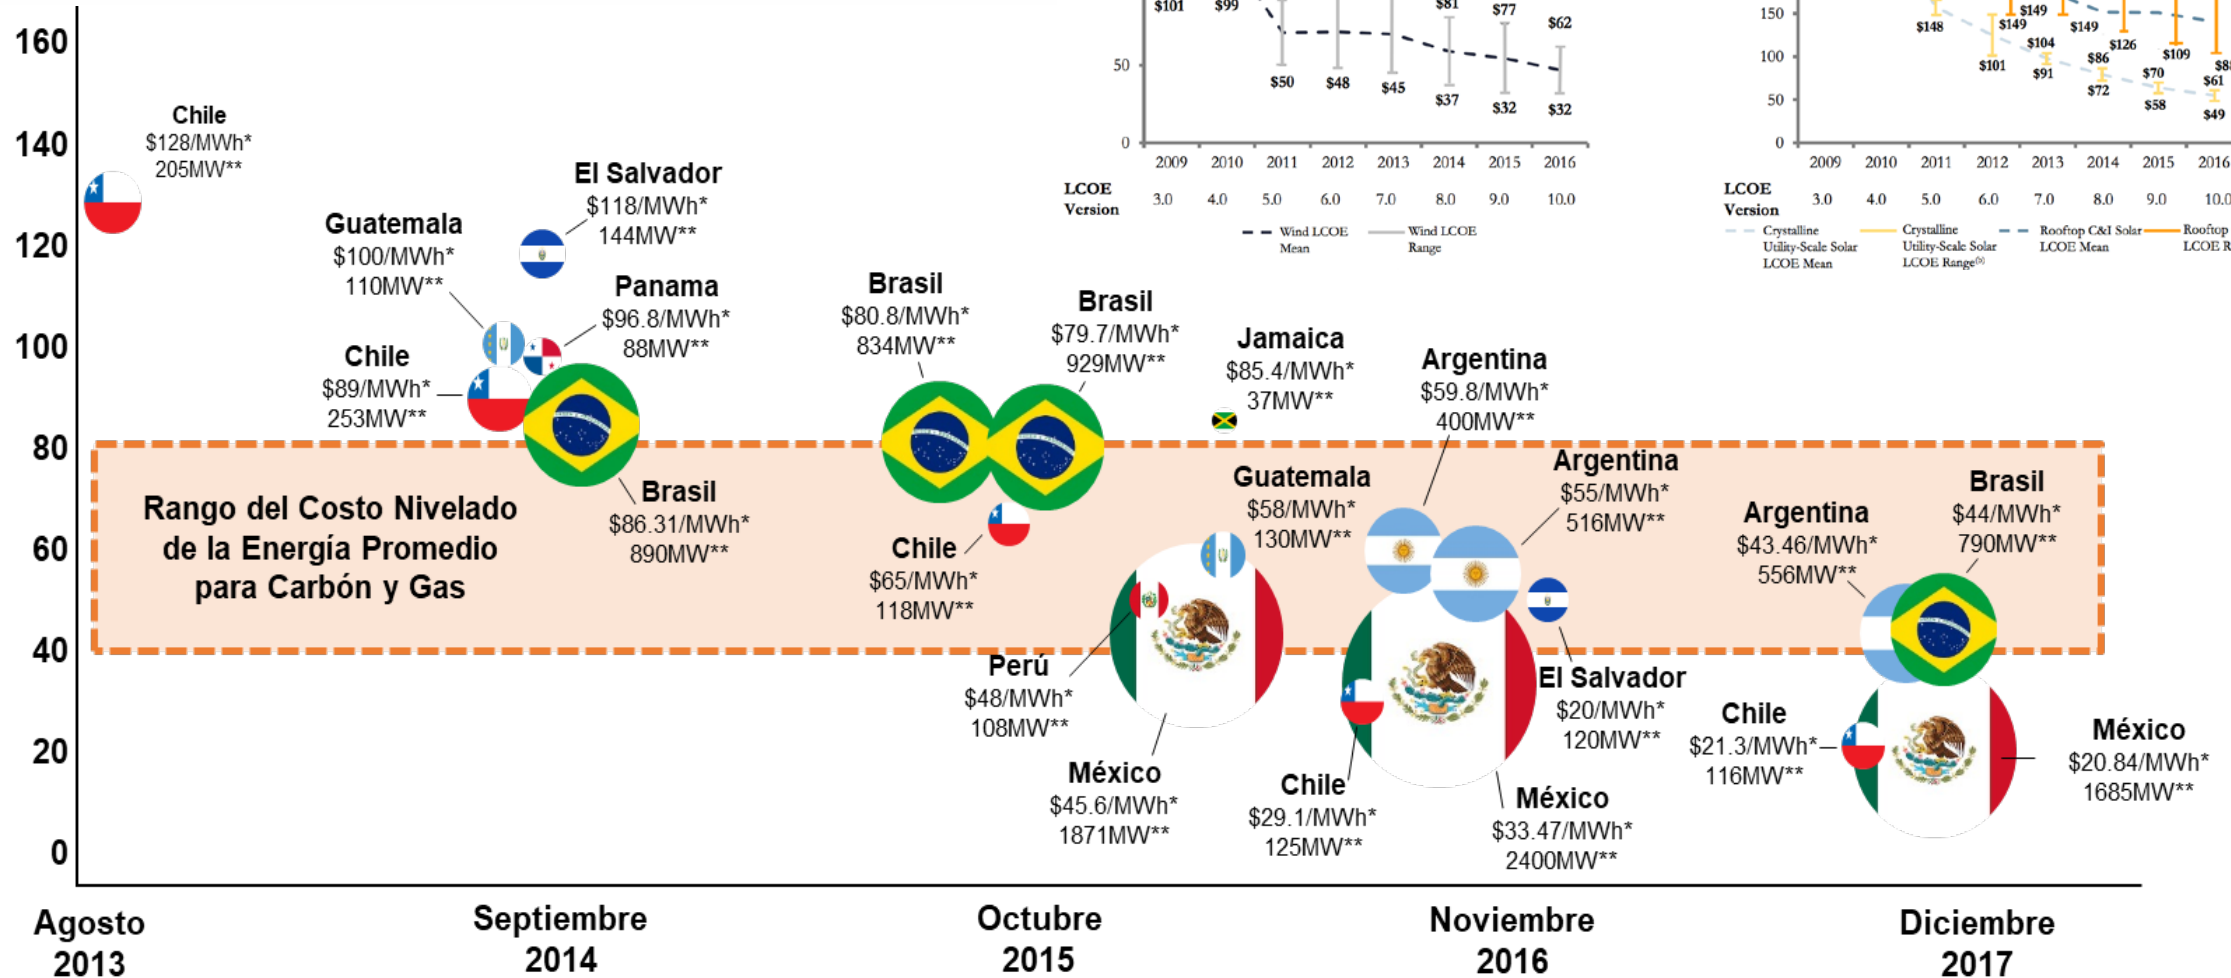 160
140
120
100
80
60
40
20
0
Chile
$128/MWh*
205MW**
Guatemala
$100/MWh*
110MW**
El Salvador
$118/MWh*
144MW**
Panama
$96.8/MWh*
88MW**
Chile
$89/MWh*
253MW**
Brasil
$86.31/MWh*
890MW**
Rango del Costo Nivelado
de la Energía Promedio
para Carbón y Gas
Brasil
$80.8/MWh*
834MW**
Brasil
$79.7/MWh*
929MW**
Chile
$65/MWh*
118MW**
Jamaica
$85.4/MWh*
37MW**
Guatemala
$58/MWh*
130MW**
Perú
$48/MWh*
108MW**
México
$45.6/MWh*
1871MW**
Argentina
$59.8/MWh*
400MW**
Argentina
$55/MWh*
516MW**
El Salvador
$20/MWh*
120MW**
Chile
$29.1/MWh*
125MW**
México
$33.47/MWh*
2400MW**
Argentina
$43.46/MWh*
556MW**
Brasil
$44/MWh*
790MW**
Chile
$21.3/MWh*
116MW**
México
$20.84/MWh*
1685MW**
Agosto
2013
Septiembre
2014
Octubre
2015
Noviembre
2016
Diciembre
2017
$101 $99 $81 $77 $62
50
$50 $48 $45 $37 $32 $32
0
2009 2010 2011 2012 2013 2014 2015 2016
LCOE
Version
3.0 4.0 5.0 6.0 7.0 8.0 9.0 10.0
Wind LCOE
Mean
Wind LCOE
Range
150
100
50
0
$148 $149 $149 $149 $126 $109
$101 $104 $86 $70 $61
$91 $72 $58 $49
2009 2010 2011 2012 2013 2014 2015 2016
LCOE
Version
3.0 4.0 5.0 6.0 7.0 8.0 9.0 10.0
Crystalline
Utility-Scale Solar
LCOE Mean
Crystalline
Utility-Scale Solar
LCOE Range(b)
Rooftop C&I Solar
LCOE Mean
Rooftop
LCOE R